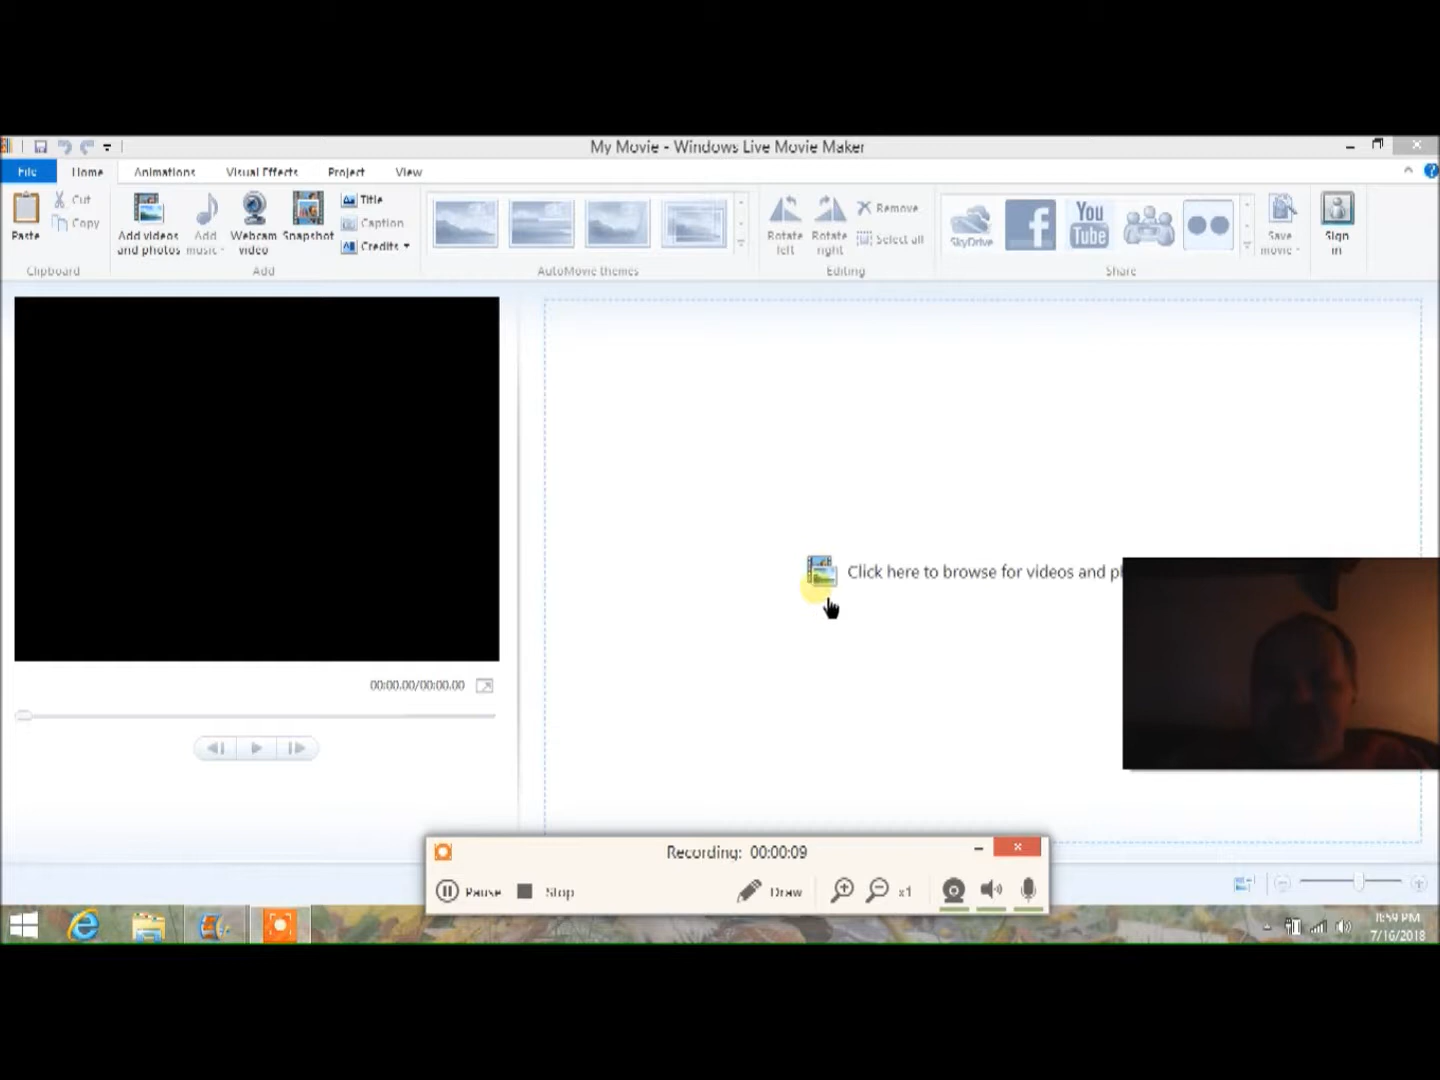 My Movie - Windows Live Movie Maker
File Home Animations Visual Effects Project View
Paste
Cut
Copy
Clipboard
Add videos
and photos
Add
music
Webcam
video
Snapshot
Title
Caption
Credits
Add
AutoMovie themes
Rotate
left
Rotate
right
Remove
Select all
Editing
SkyDrive
You
Tube
Share
Save
movie
Sign
in
Click here to browse for videos and
00:00.00/00:00.00
Recording: 00:00:09
Pause Stop Draw x1
7/16/2018